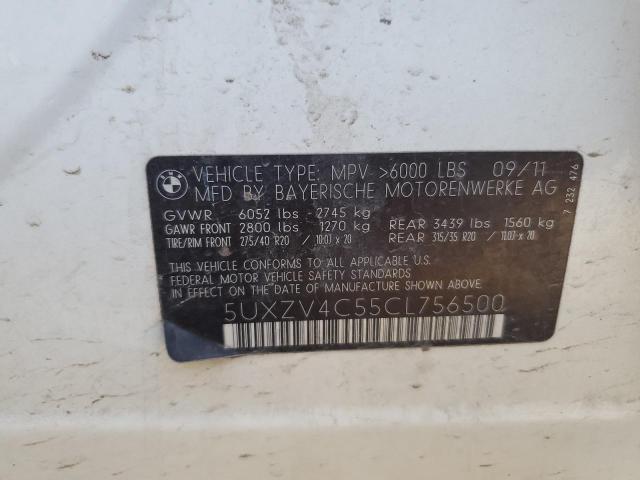 BMW
VEHICLE TYPE: MPV >6000 LBS 09/11
MFD BY BAYERISCHE MOTORENWERKE AG
GVWR 6052 lbs - 2745 kg
GAWR FRONT 2800 lbs 1270 kg REAR 3439 lbs 1560 kg
TIRE/RIM FRONT 275/40 R20 / 10.0J x 20 REAR 315/35 R20 / 11.0J x 20
THIS VEHICLE CONFORMS TO ALL APPLICABLE
FEDERAL MOTOR VEHICLE SAFETY STANDARDS
IN EFFECT ON THE DATE OF MANUFACTURE SHOWN ABOVE.
5UXZV4C55CL756500
7 232 476